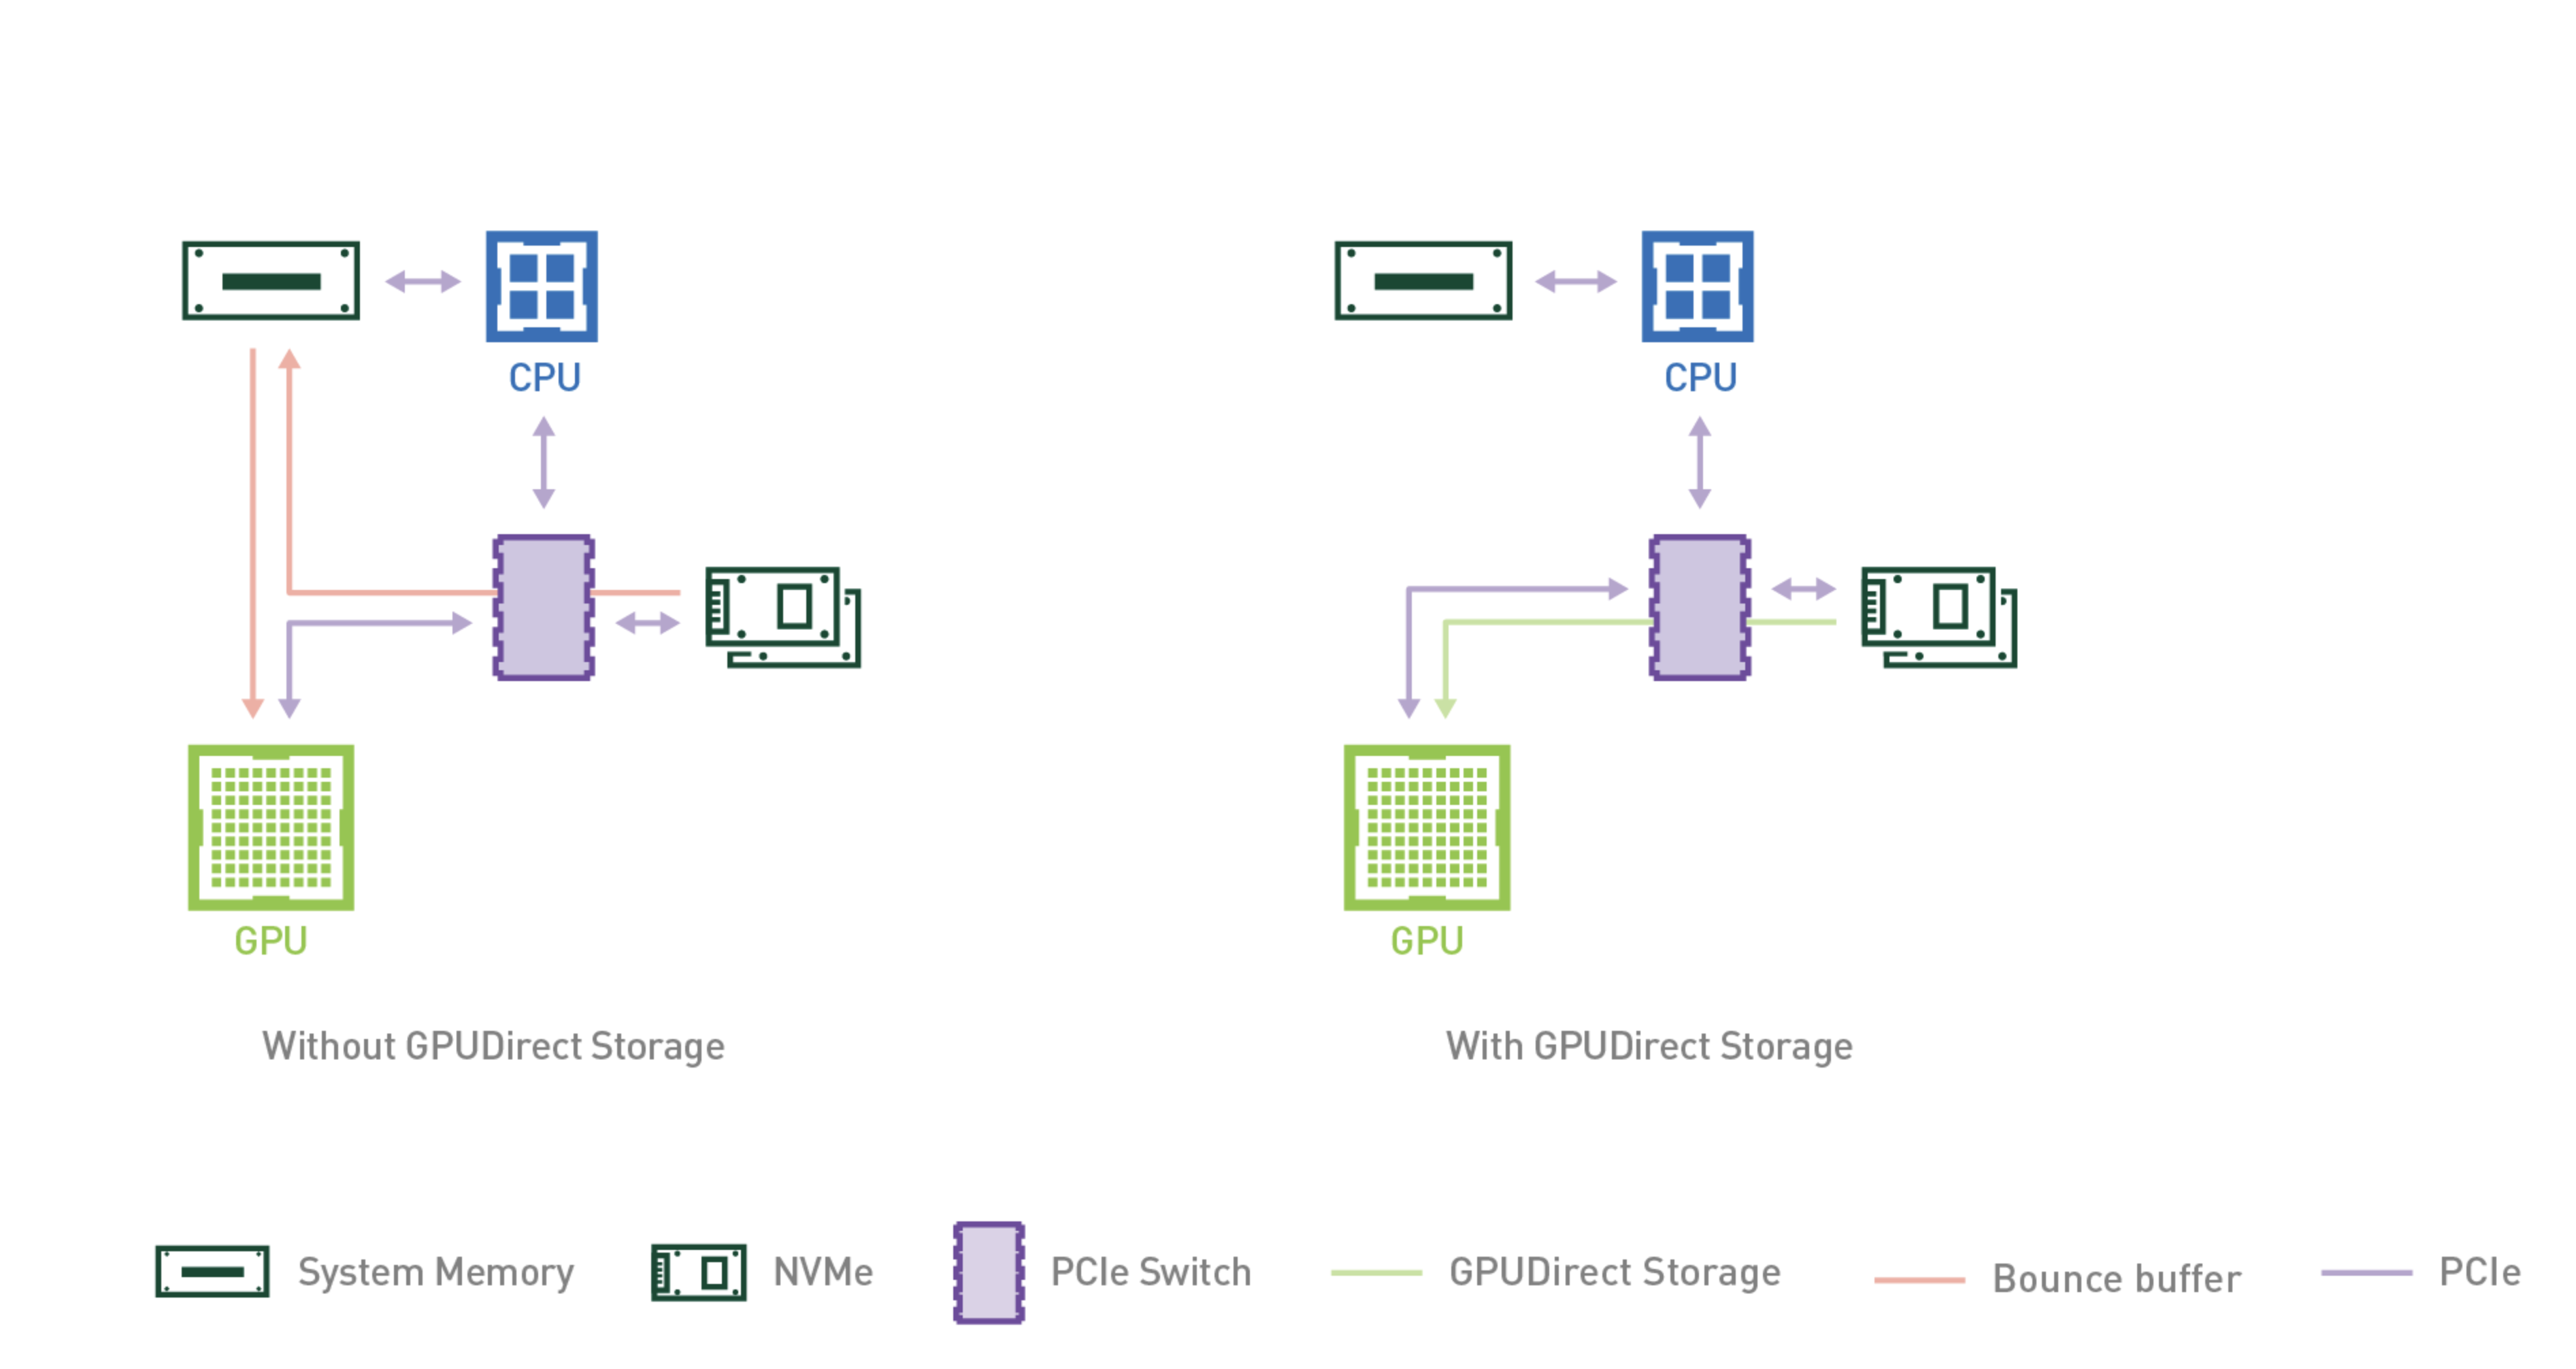 CPU
GPU
Without GPUDirect Storage
CPU
GPU
With GPUDirect Storage
System Memory
NVMe
PCIe Switch
GPUDirect Storage
Bounce buffer
PCIe